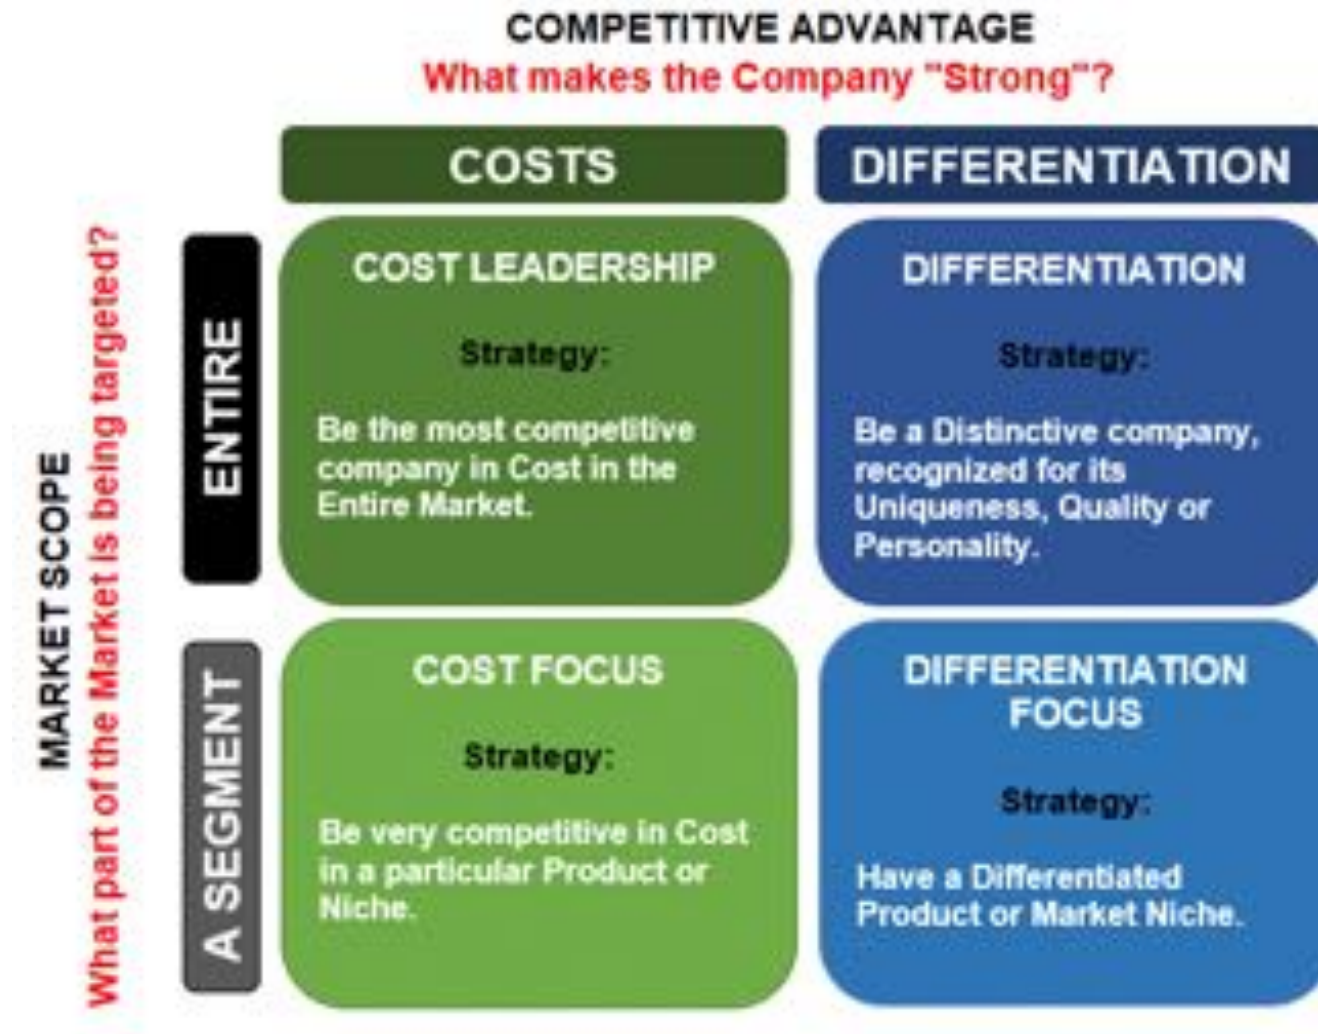 COMPETITIVE ADVANTAGE
What makes the Company "Strong"?
COSTS
DIFFERENTIATION
MARKET SCOPE
What part of the Market is being targeted?
ENTIRE
COST LEADERSHIP
Strategy:
Be the most competitive
company in Cost in the
Entire Market.
DIFFERENTIATION
Strategy:
Be a Distinctive company,
recognized for its
Uniqueness, Quality or
Personality.
A SEGMENT
COST FOCUS
Strategy:
Be very competitive in Cost
in a particular Product or
Niche.
DIFFERENTIATION
FOCUS
Strategy:
Have a Differentiated
Product or Market Niche.